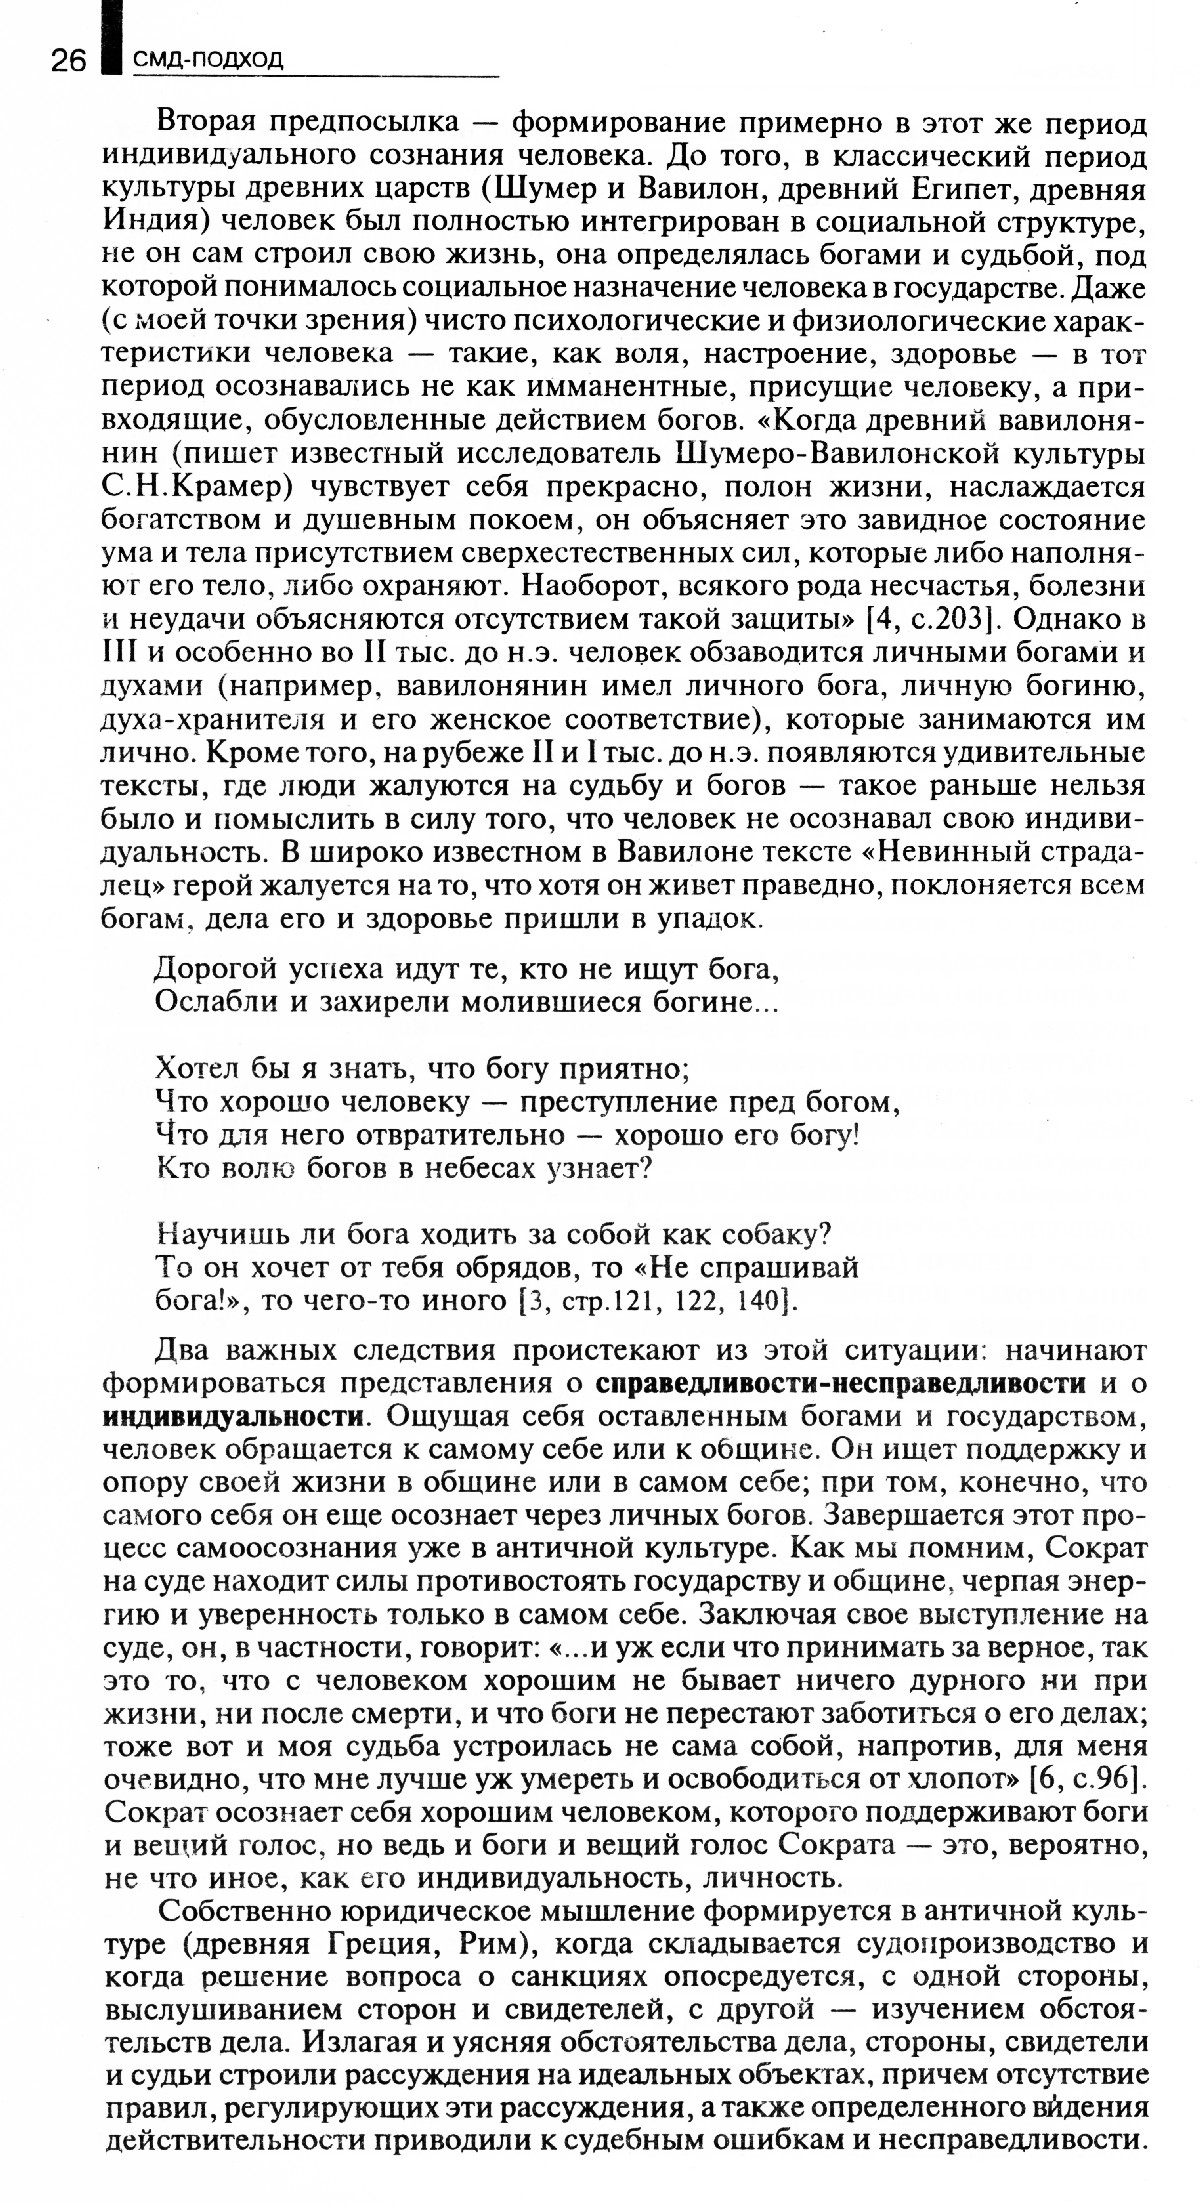 26 СМД-ПОДХОД
Вторая предпосылка — формирование примерно в этот же период
индивидуального сознания человека. До того, в классический период
культуры древних царств (Шумер и Вавилон, древний Египет, древняя
Индия) человек был полностью интегрирован в социальной структуре,
не он сам строил свою жизнь, она определялась богами и судьбой, под
которой понималось социальное назначение человека в государстве. Даже
(с моей точки зрения) чисто психологические и физиологические харак-
теристики человека — такие, как воля, настроение, здоровье — в тот
период осознавались не как имманентные, присущие человеку, а при-
входящие, обусловленные действием богов. «Когда древний вавилоня-
нин (пишет известный исследователь Шумеро-Вавилонской культуры
С.Н.Крамер) чувствует себя прекрасно, полон жизни, наслаждается
богатством и душевным покоем, он объясняет это завидное состояние
ума и тела присутствием сверхестественных сил, которые либо наполня-
ют его тело, либо охраняют. Наоборот, всякого рода несчастья, болезни
и неудачи объясняются отсутствием такой защиты» [4, с.203]. Однако в
III и особенно во II тыс. до н.э. человек обзаводится личными богами и
духами (например, вавилонянин имел личного бога, личную богиню,
духа-хранителя и его женское соответствие), которые занимаются им
лично. Кроме того, на рубеже II и I тыс. до н.э. появляются удивительные
тексты, где люди жалуются на судьбу и богов — такое раньше нельзя
было и помыслить в силу того, что человек не осознавал свою индиви-
дуальность. В широко известном в Вавилоне тексте «Невинный страда-
лец» герой жалуется на то, что хотя он живет праведно, поклоняется всем
богам, дела его и здоровье пришли в упадок.
Дорогой успеха идут те, кто не ищут бога,
Ослабли и захирели молившиеся богине...
Хотел бы я знать, что богу приятно;
Что хорошо человеку — преступление пред богом,
Что для него отвратительно — хорошо его богу!
Кто волю богов в небесах узнает?
Научишь ли бога ходить за собой как собаку?
То он хочет от тебя обрядов, то «Не спрашивай
бога!», то чего-то иного [3, стр.121, 122, 140].
Два важных следствия проистекают из этой ситуации: начинают
формироваться представления о справедливости-несправедливости и о
индивидуальности. Ощущая себя оставленным богами и государством,
человек обращается к самому себе или к общине. Он ищет поддержку и
опору своей жизни в общине или в самом себе; при том, конечно, что
самого себя он еще осознает через личных богов. Завершается этот про-
цесс самоосознания уже в античной культуре. Как мы помним, Сократ
на суде находит силы противостоять государству и общине, черпая энер-
гию и уверенность только в самом себе. Заключая свое выступление на
суде, он, в частности, говорит: «...и уж если что принимать за верное, так
это то, что с человеком хорошим не бывает ничего дурного ни при
жизни, ни после смерти, и что боги не перестают заботиться о его делах;
тоже вот и моя судьба устроилась не сама собой, напротив, для меня
очевидно, что мне лучше уж умереть и освободиться от хлопот» [6, с.96].
Сократ осознает себя хорошим человеком, которого поддерживают боги
и вещий голос, но ведь и боги и вещий голос Сократа — это, вероятно,
не что иное, как его индивидуальность, личность.
Собственно юридическое мышление формируется в античной куль-
туре (древняя Греция, Рим), когда складывается судопроизводство и
когда решение вопроса о санкциях опосредуется, с одной стороны,
выслушиванием сторон и свидетелей, с другой — изучением обстоя-
тельств дела. Излагая и уясняя обстоятельства дела, стороны, свидетели
и судьи строили рассуждения на идеальных объектах, причем отсутствие
правил, регулирующих эти рассуждения, а также определенного ви́дения
действительности приводили к судебным ошибкам и несправедливости.